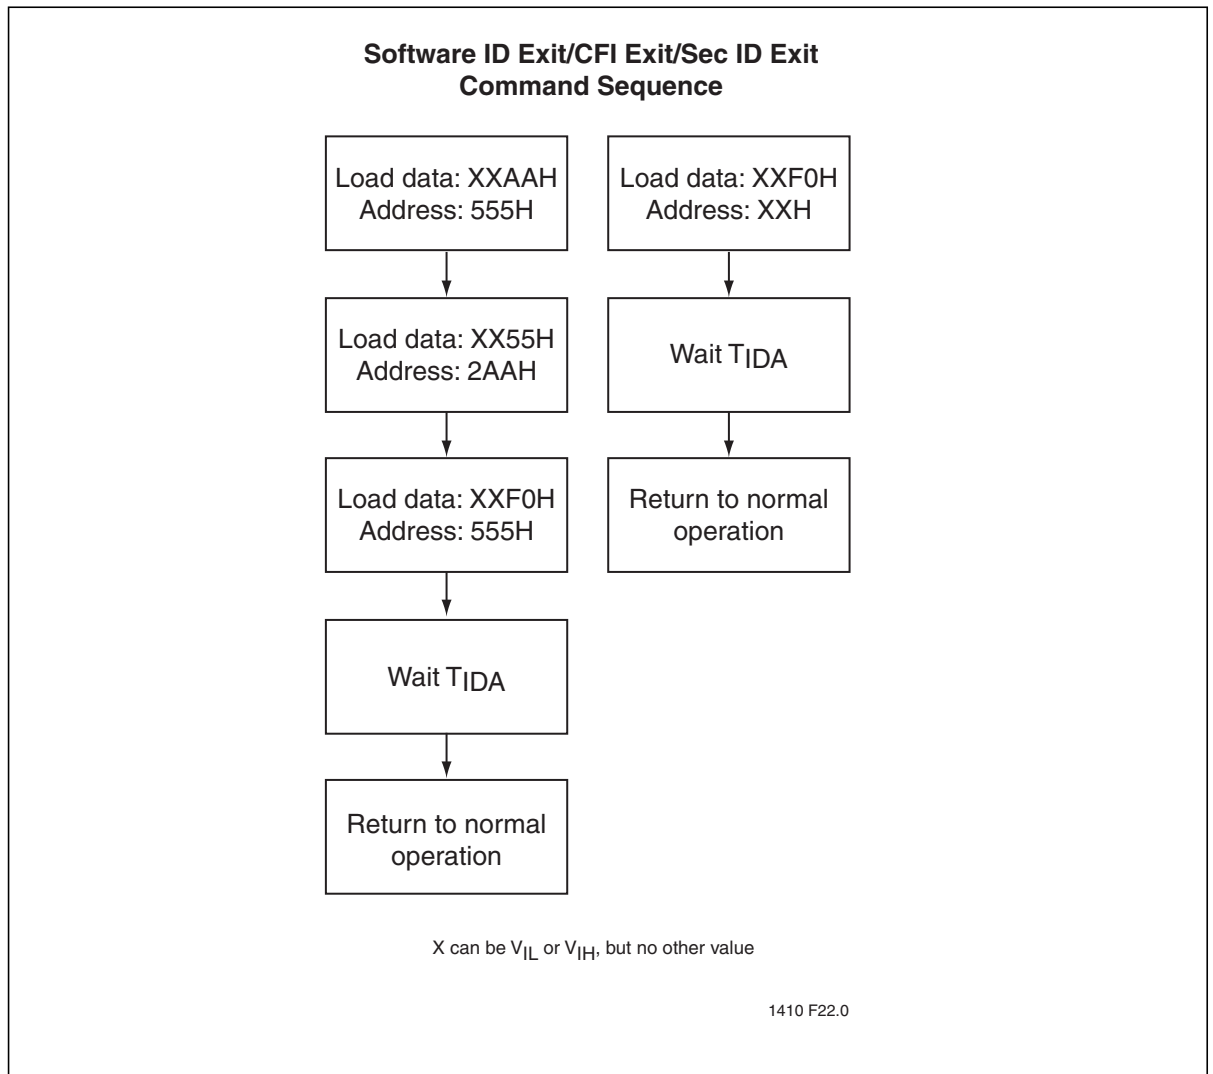 Software ID Exit/CFI Exit/Sec ID Exit
Command Sequence
Load data: XXAAH
Address: 555H
Load data: XX55H
Address: 2AAH
Load data: XXF0H
Address: 555H
Wait TIDA
Return to normal
operation
Load data: XXF0H
Address: XXH
Wait TIDA
Return to normal
operation
X can be VIL or VIH, but no other value
1410 F22.0